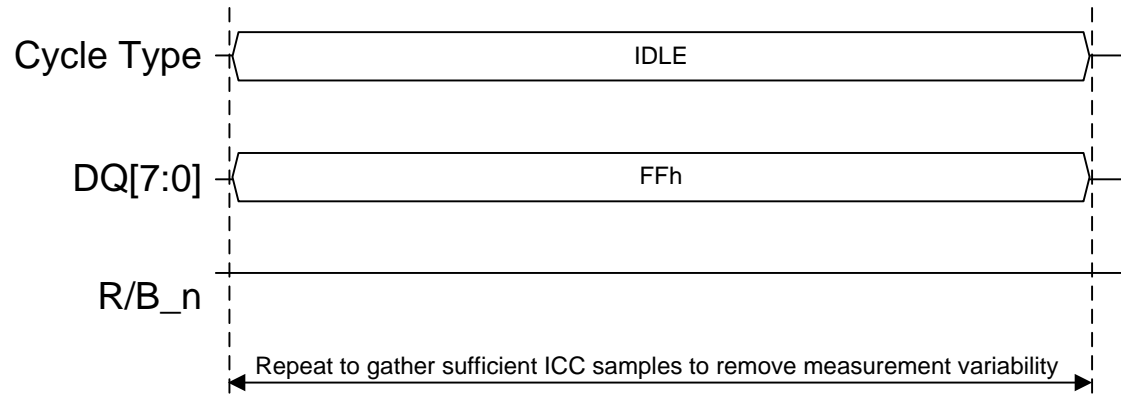 Cycle Type
IDLE
DQ[7:0]
FFh
R/B_n
Repeat to gather sufficient ICC samples to remove measurement variability